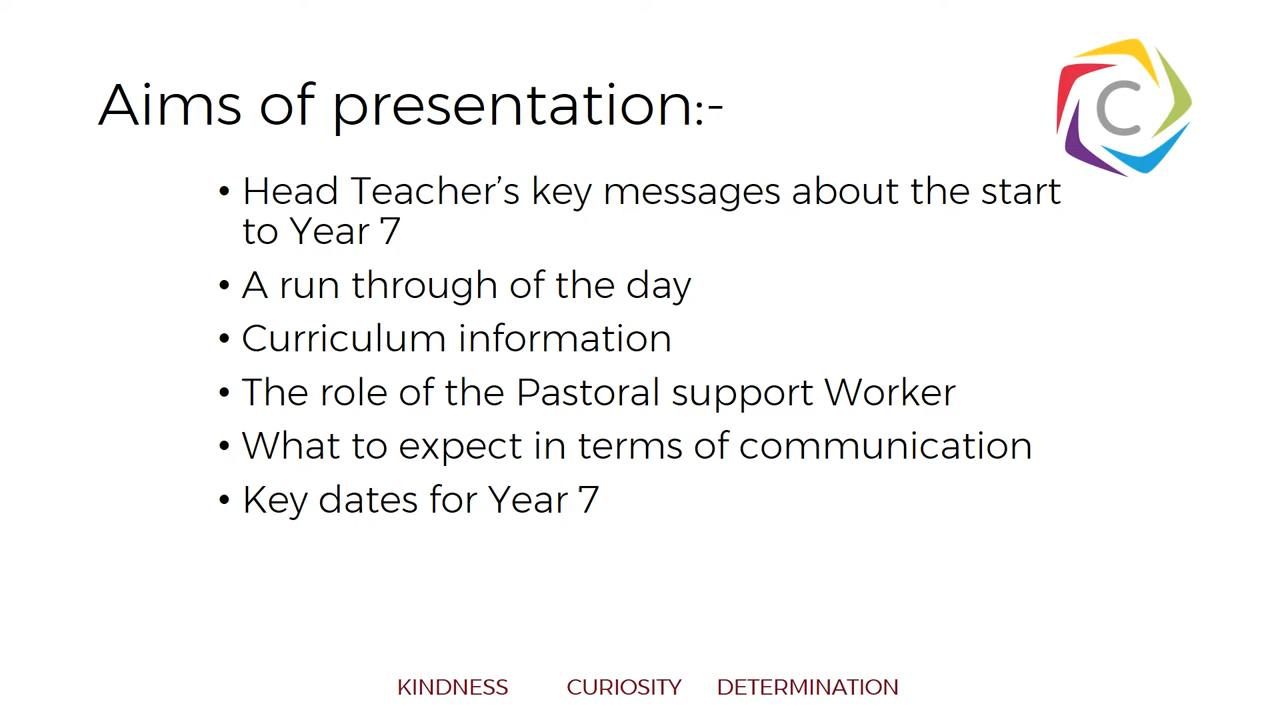 C
Aims of presentation:-
• Head Teacher’s key messages about the start
to Year 7
• A run through of the day
• Curriculum information
• The role of the Pastoral support Worker
• What to expect in terms of communication
• Key dates for Year 7
KINDNESS CURIOSITY DETERMINATION